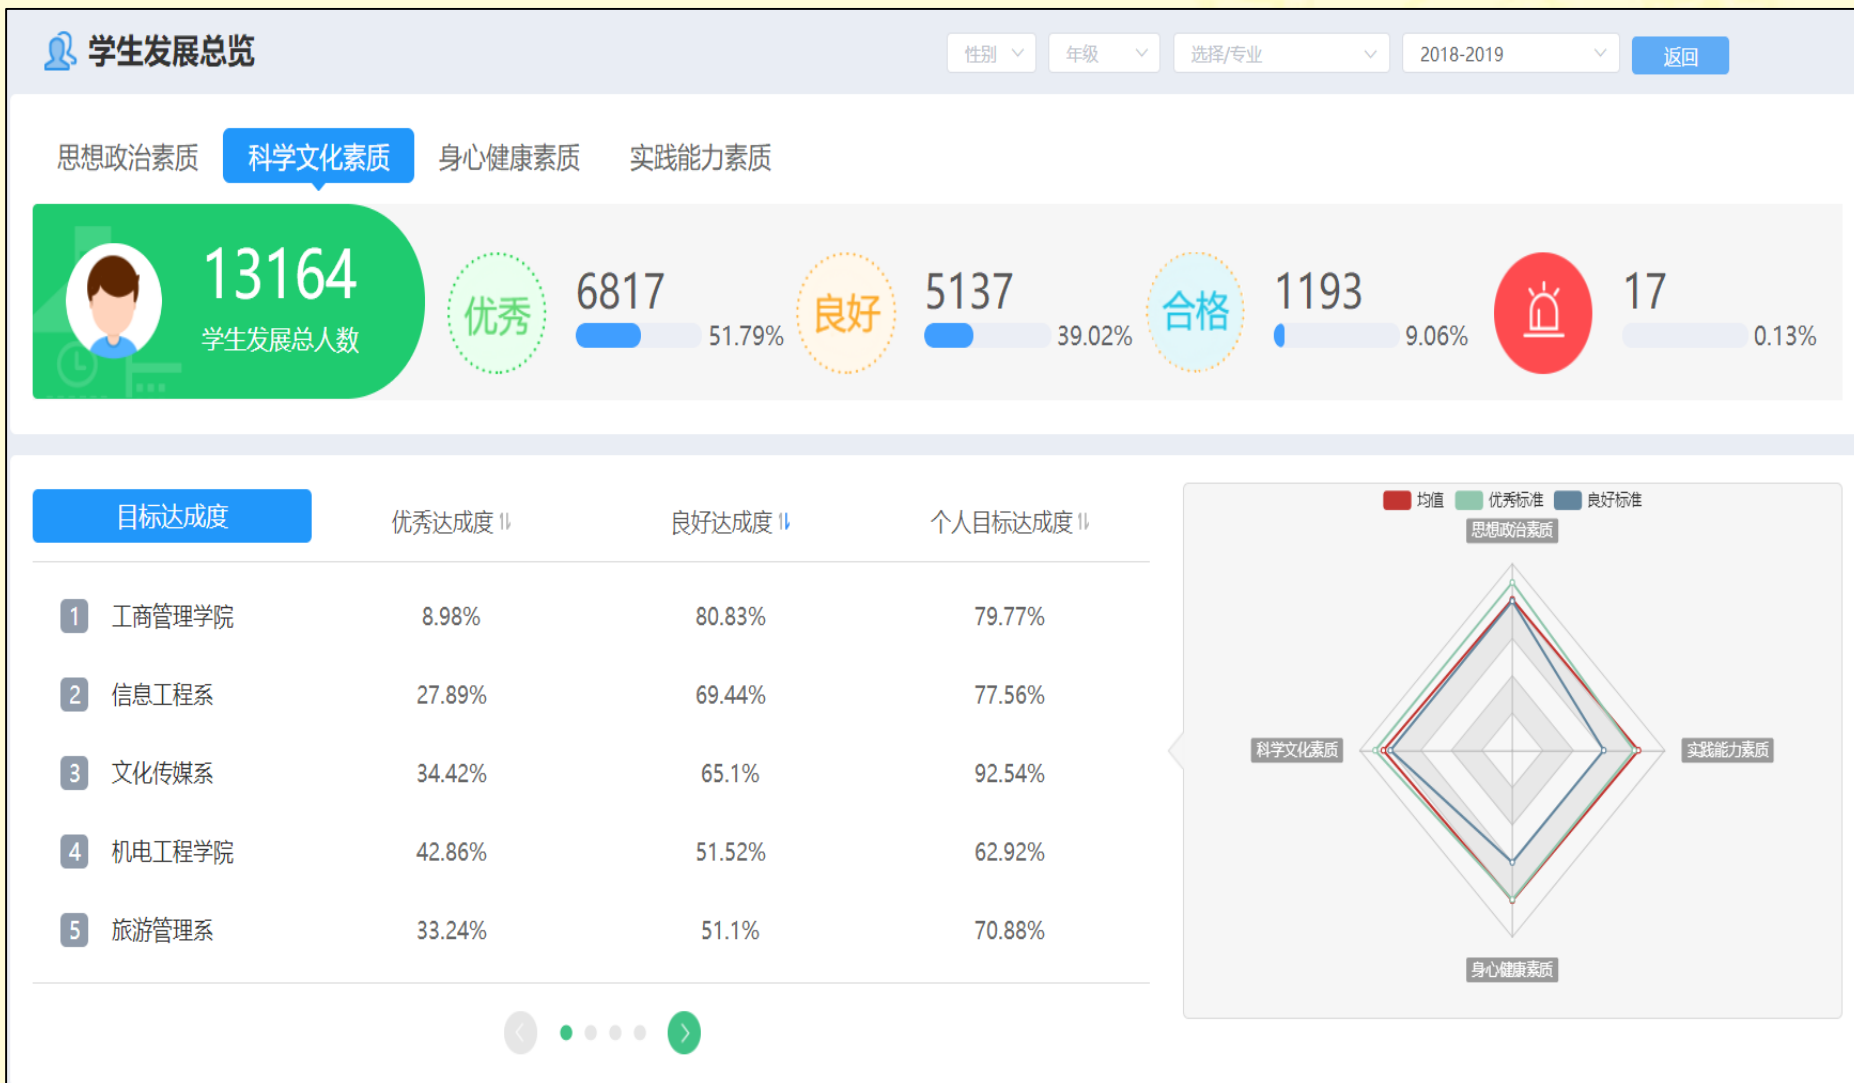 学生发展总览
性别 年级 选择/专业 2018-2019 返回
思想政治素质 科学文化素质 身心健康素质 实践能力素质
13164
学生发展总人数
优秀 6817 51.79%
良好 5137 39.02%
合格 1193 9.06%
17 0.13%
目标达成度 优秀达成度 良好达成度 个人目标达成度
1 工商管理学院 8.98% 80.83% 79.77%
2 信息工程系 27.89% 69.44% 77.56%
3 文化传媒系 34.42% 65.1% 92.54%
4 机电工程学院 42.86% 51.52% 62.92%
5 旅游管理系 33.24% 51.1% 70.88%
均值 优秀标准 良好标准
思想政治素质
科学文化素质 实践能力素质
身心健康素质